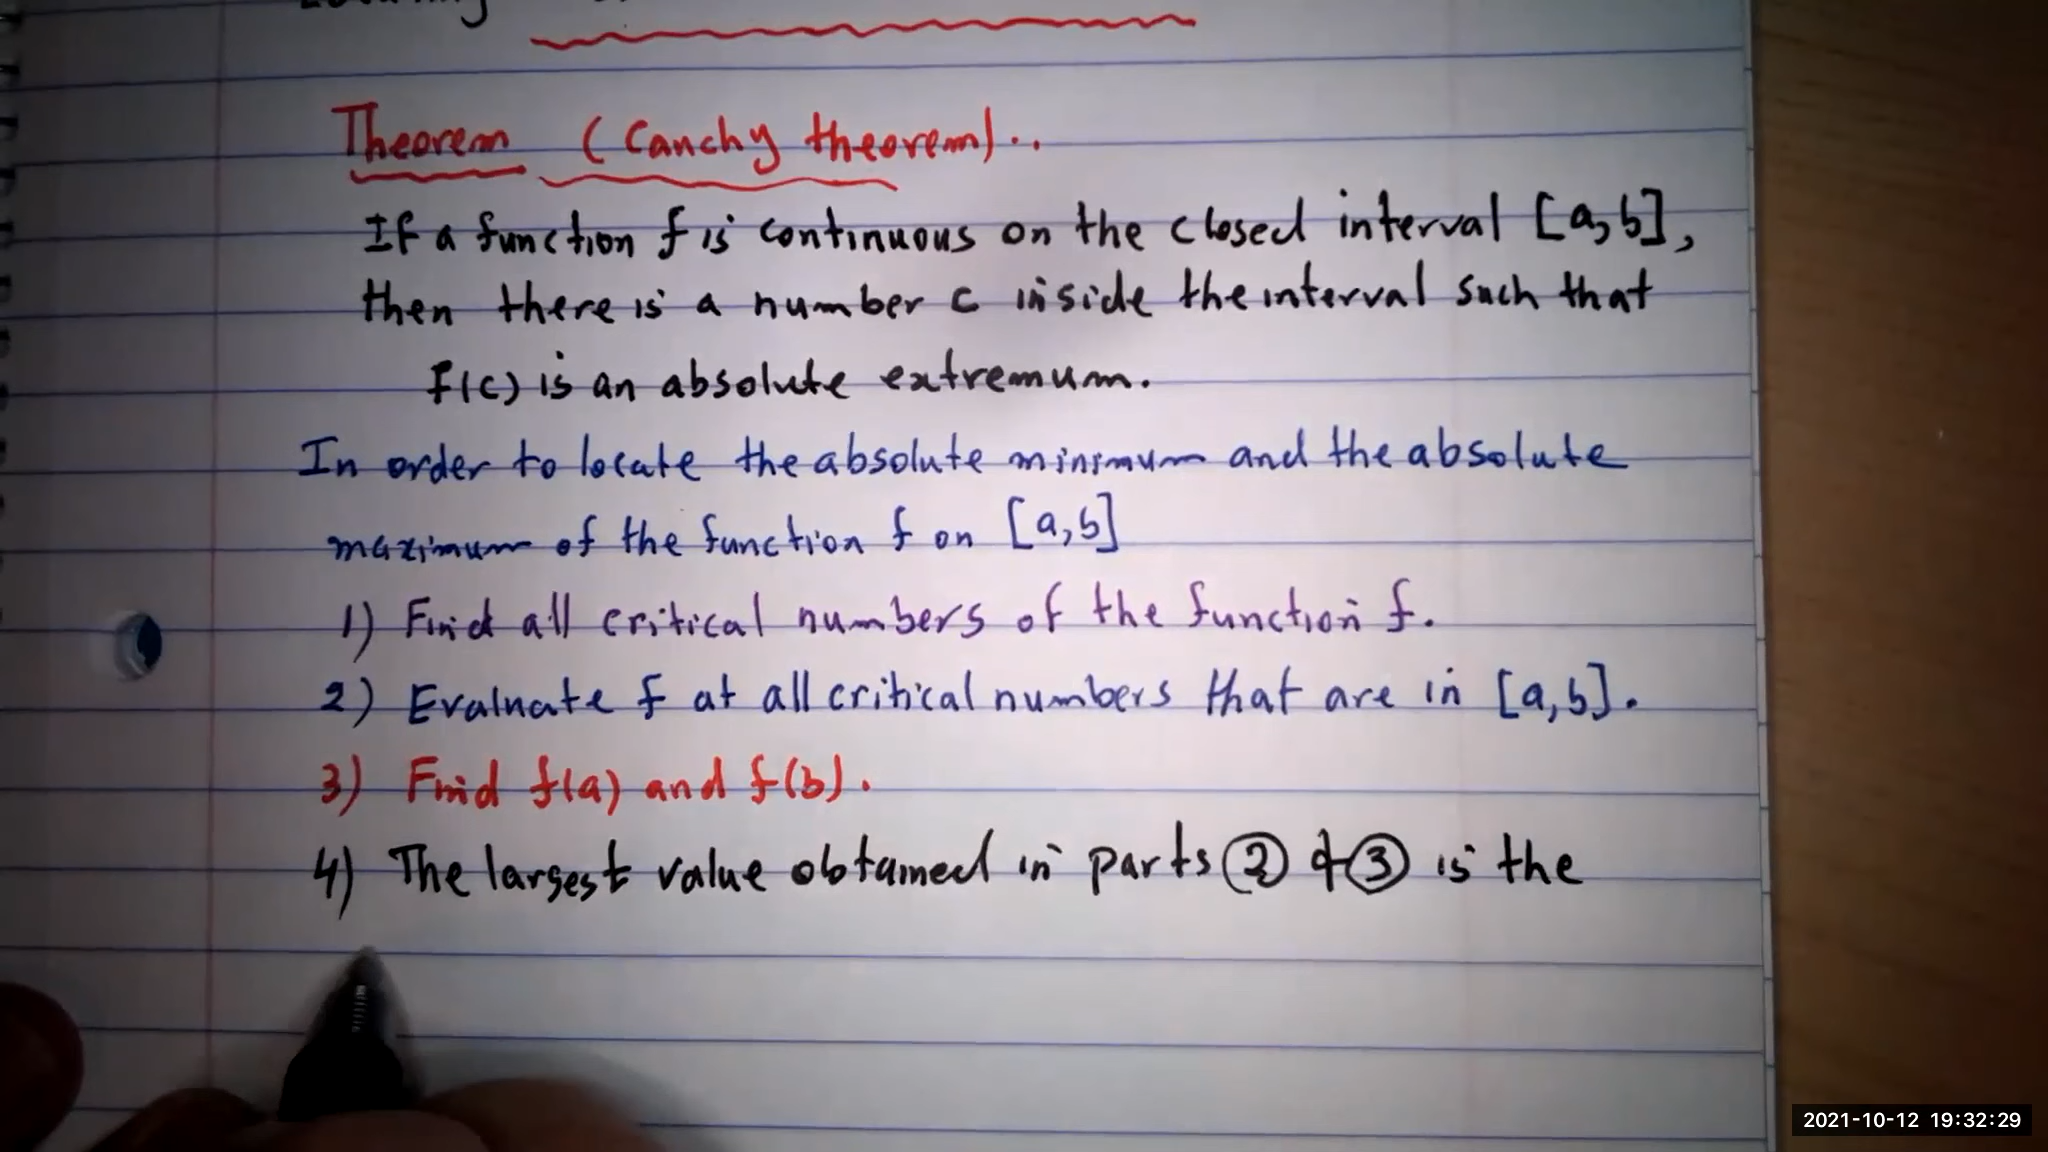 Theorem (Cauchy theorem)..
If a function f is continuous on the closed interval [a,b],
then there is a number c inside the interval such that
f(c) is an absolute extremum.
In order to locate the absolute minimum and the absolute
maximum of the function f on [a,b]
1) Find all critical numbers of the function f.
2) Evaluate f at all critical numbers that are in [a,b].
3) Find f(a) and f(b).
4) The largest value obtained in parts ② & ③ is the
2021-10-12 19:32:29